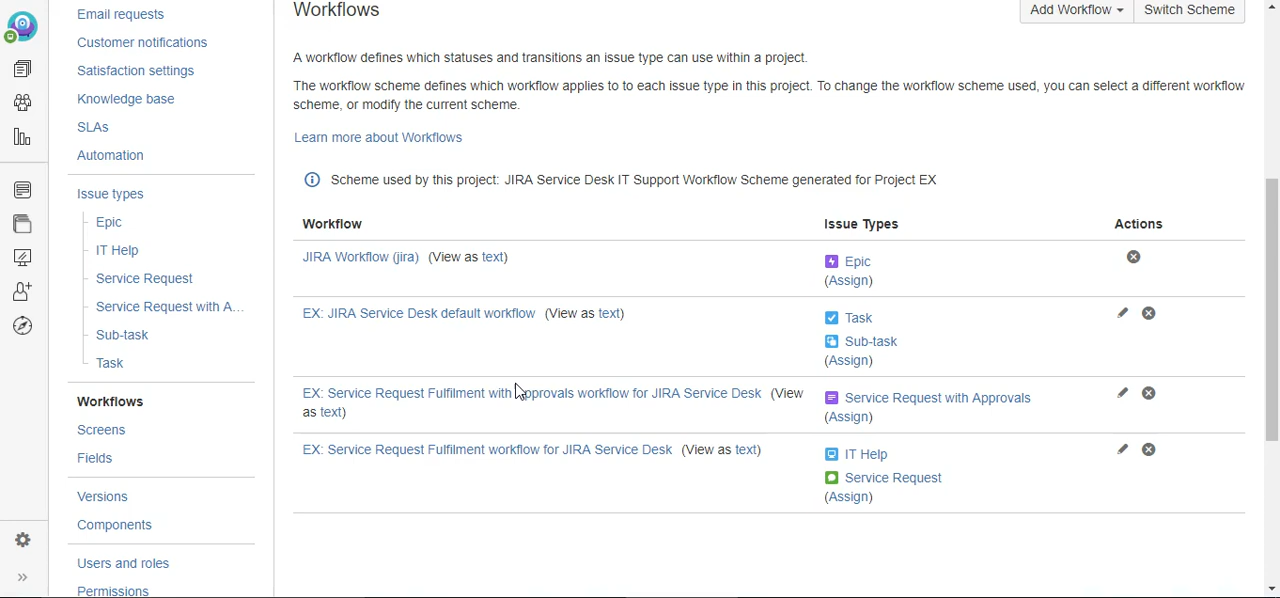 Email requests
Customer notifications
Satisfaction settings
Knowledge base
SLAs
Automation
Issue types
Epic
IT Help
Service Request
Service Request with A...
Sub-task
Task
Workflows
Screens
Fields
Versions
Components
Users and roles
Permissions
Workflows
Add Workflow
Switch Scheme
A workflow defines which statuses and transitions an issue type can use within a project.
The workflow scheme defines which workflow applies to to each issue type in this project. To change the workflow scheme used, you can select a different workflow
scheme, or modify the current scheme.
Learn more about Workflows
Scheme used by this project: JIRA Service Desk IT Support Workflow Scheme generated for Project EX
Workflow Issue Types Actions
JIRA Workflow (jira) (View as text)
Epic
(Assign)
EX: JIRA Service Desk default workflow (View as text)
Task
Sub-task
(Assign)
EX: Service Request Fulfilment with Approvals workflow for JIRA Service Desk (View
as text)
Service Request with Approvals
(Assign)
EX: Service Request Fulfilment workflow for JIRA Service Desk (View as text)
IT Help
Service Request
(Assign)